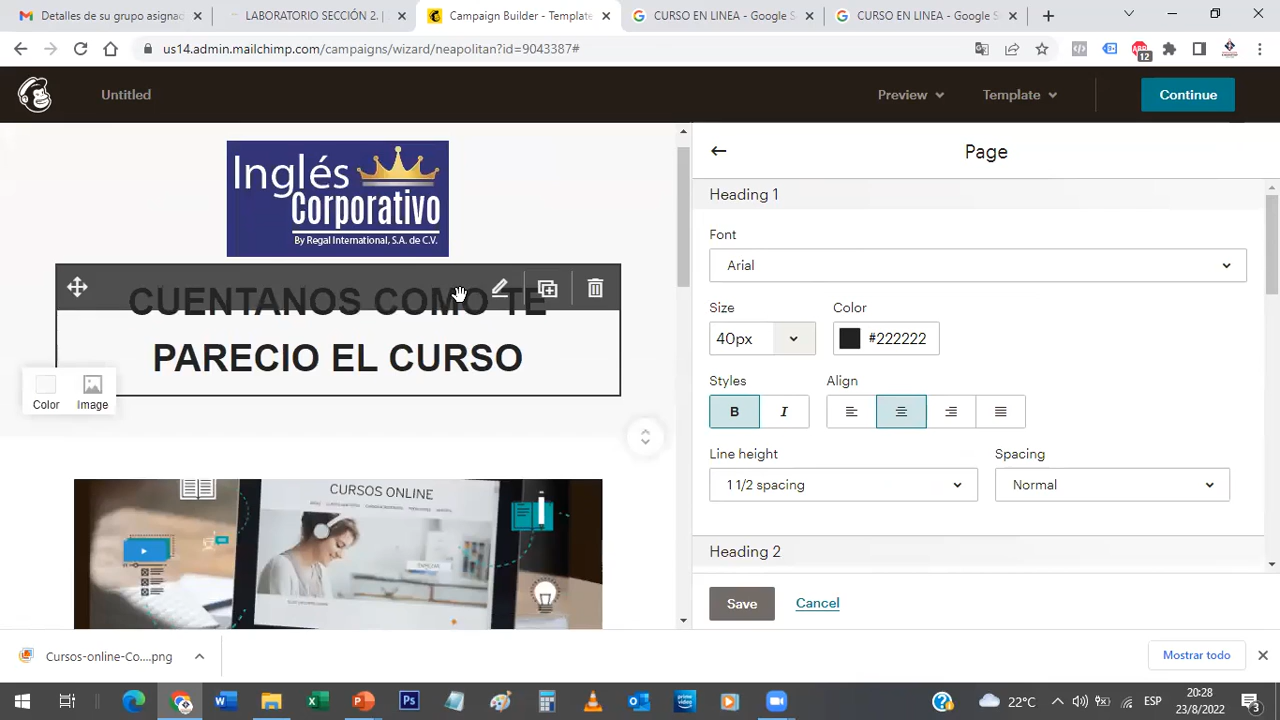 Detalles de su grupo asignad
LABORATORIO SECCIÓN 2. |
Campaign Builder - Template
CURSO EN LINEA - Google S
CURSO EN LINEA - Google S
us14.admin.mailchimp.com/campaigns/wizard/neapolitan?id=9043387#
12
Untitled
Preview
Template
Continue
Inglés
Corporativo
By Regal International, S.A. de C.V.
CUENTANOS COMO TE
PARECIO EL CURSO
Color
Image
CURSOS ONLINE
Page
Heading 1
Font
Arial
Size
Color
40px
#222222
Styles
Align
B
I
Line height
Spacing
1 1/2 spacing
Normal
Heading 2
Save
Cancel
Cursos-online-Co....png
Mostrar todo
22°C
ESP
20:28
23/8/2022
3